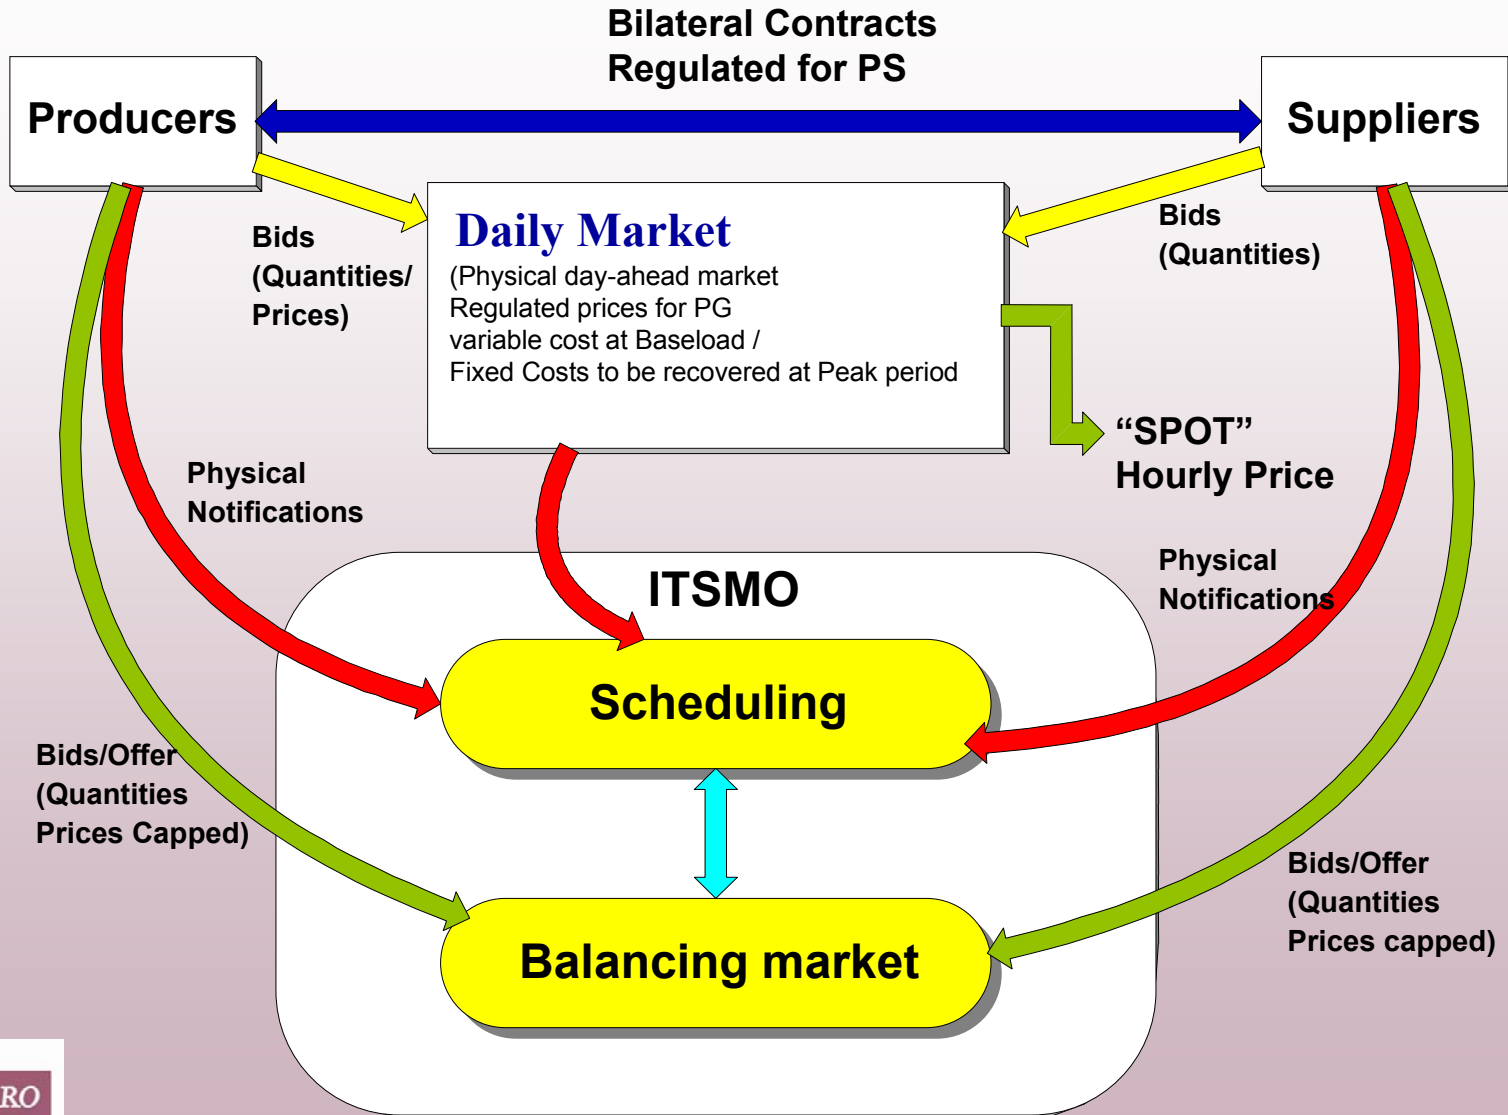 Bilateral Contracts
Regulated for PS
Producers
Suppliers
Bids
(Quantities/
Prices)
Daily Market
(Physical day-ahead market
Regulated prices for PG
variable cost at Baseload /
Fixed Costs to be recovered at Peak period
Bids
(Quantities)
“SPOT”
Hourly Price
Physical
Notifications
Physical
Notifications
ITSMO
Scheduling
Bids/Offer
(Quantities
Prices Capped)
Balancing market
Bids/Offer
(Quantities
Prices capped)
RO